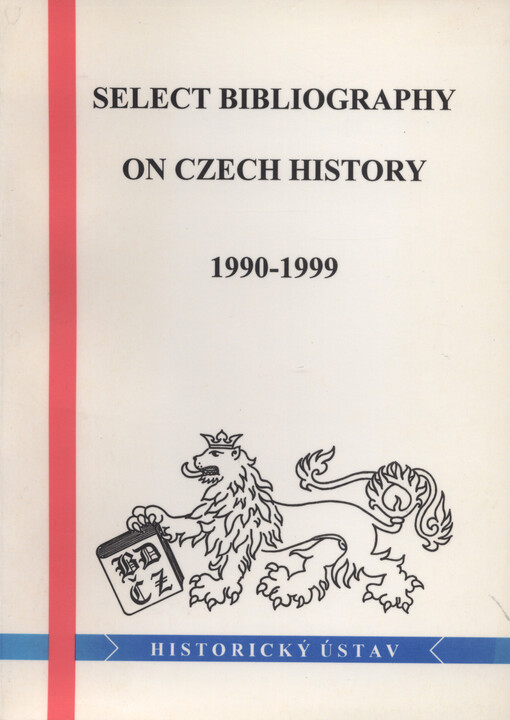 SELECT BIBLIOGRAPHY
ON CZECH HISTORY
1990-1999
BD
ČZ
HISTORICKÝ ÚSTAV